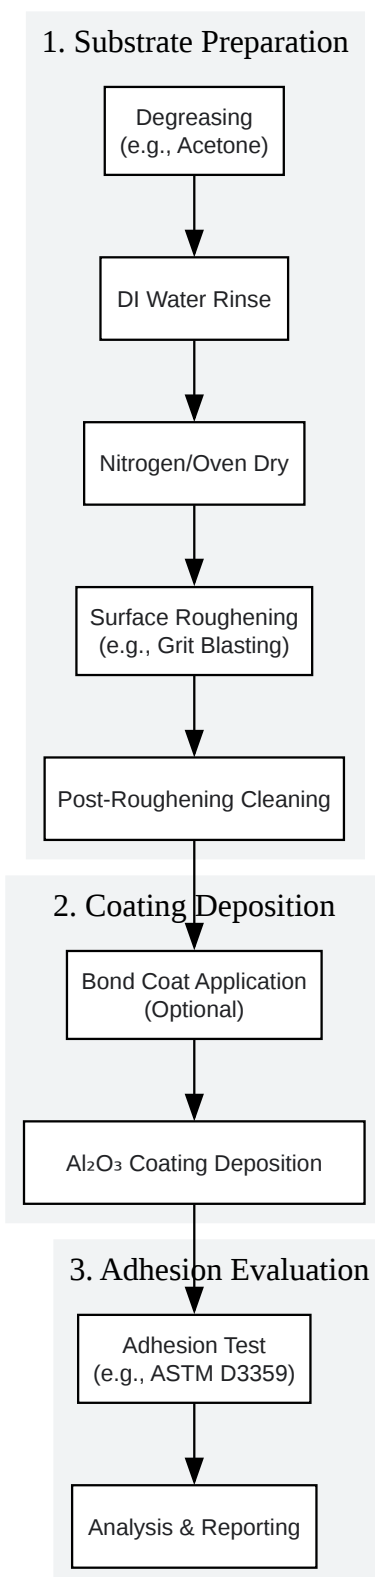 1. Substrate Preparation
Degreasing
(e.g., Acetone)
DI Water Rinse
Nitrogen/Oven Dry
Surface Roughening
(e.g., Grit Blasting)
Post-Roughening Cleaning
2. Coating Deposition
Bond Coat Application
(Optional)
Al₂O₃ Coating Deposition
3. Adhesion Evaluation
Adhesion Test
(e.g., ASTM D3359)
Analysis & Reporting